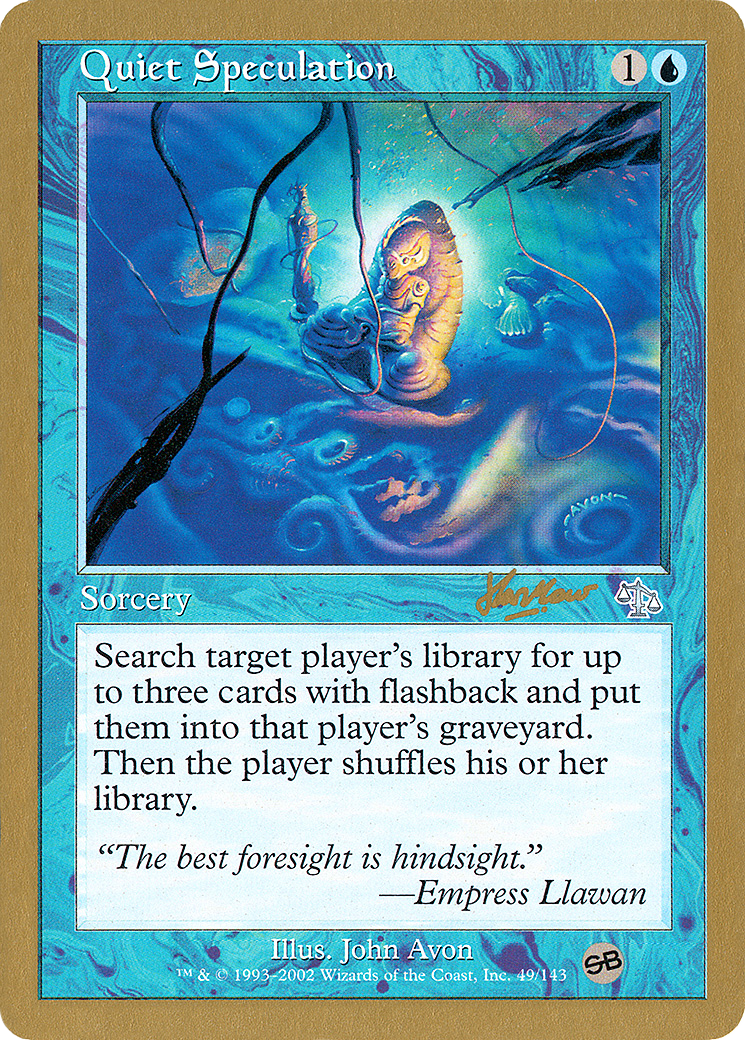 Quiet Speculation 1
AVON
Sorcery
Search target player's library for up
to three cards with flashback and put
them into that player's graveyard.
Then the player shuffles his or her
library.
“The best foresight is hindsight.”
—Empress Llawan
Illus. John Avon
™ & © 1993–2002 Wizards of the Coast, Inc. 49/143
SB